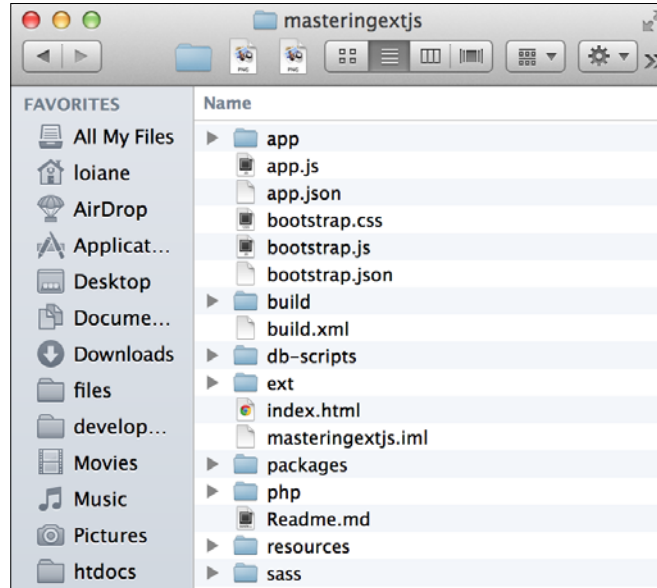 masteringextjs
FAVORITES
All My Files
loiane
AirDrop
Applicat...
Desktop
Docume...
Downloads
files
develop...
Movies
Music
Pictures
htdocs
Name
app
app.js
app.json
bootstrap.css
bootstrap.js
bootstrap.json
build
build.xml
db-scripts
ext
index.html
masteringextjs.iml
packages
php
Readme.md
resources
sass